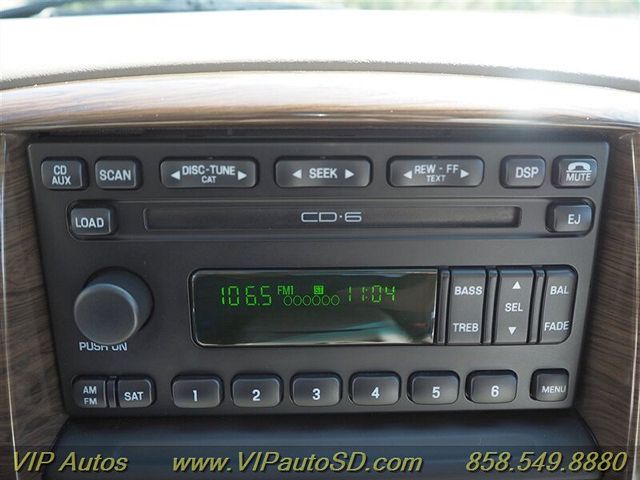 CD AUX SCAN ◄ DISC-TUNE CAT ► ◄ SEEK ► ◄ REW - FF TEXT ► DSP MUTE
LOAD CD·6 EJ
106.5 FM1 ST 11:04 BASS ▲ SEL ▼ BAL
TREB FADE
PUSH ON
AM FM SAT 1 2 3 4 5 6 MENU
VIP Autos www.VIPautoSD.com 858.549.8880